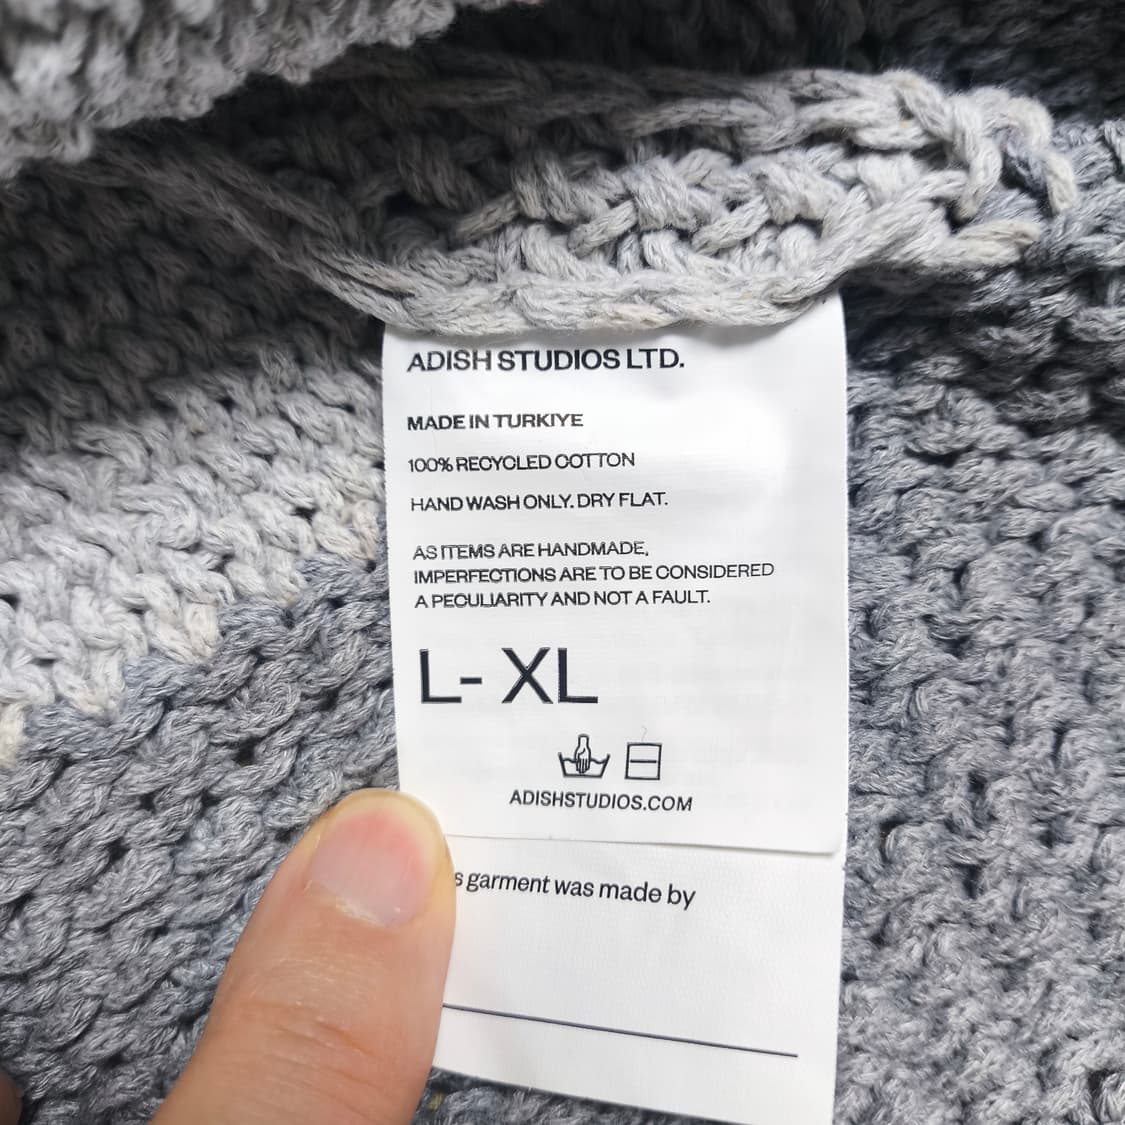 ADISH STUDIOS LTD.
MADE IN TURKIYE
100% RECYCLED COTTON
HAND WASH ONLY. DRY FLAT.
AS ITEMS ARE HANDMADE,
IMPERFECTIONS ARE TO BE CONSIDERED
A PECULIARITY AND NOT A FAULT.
L- XL
ADISHSTUDIOS.COM
s garment was made by